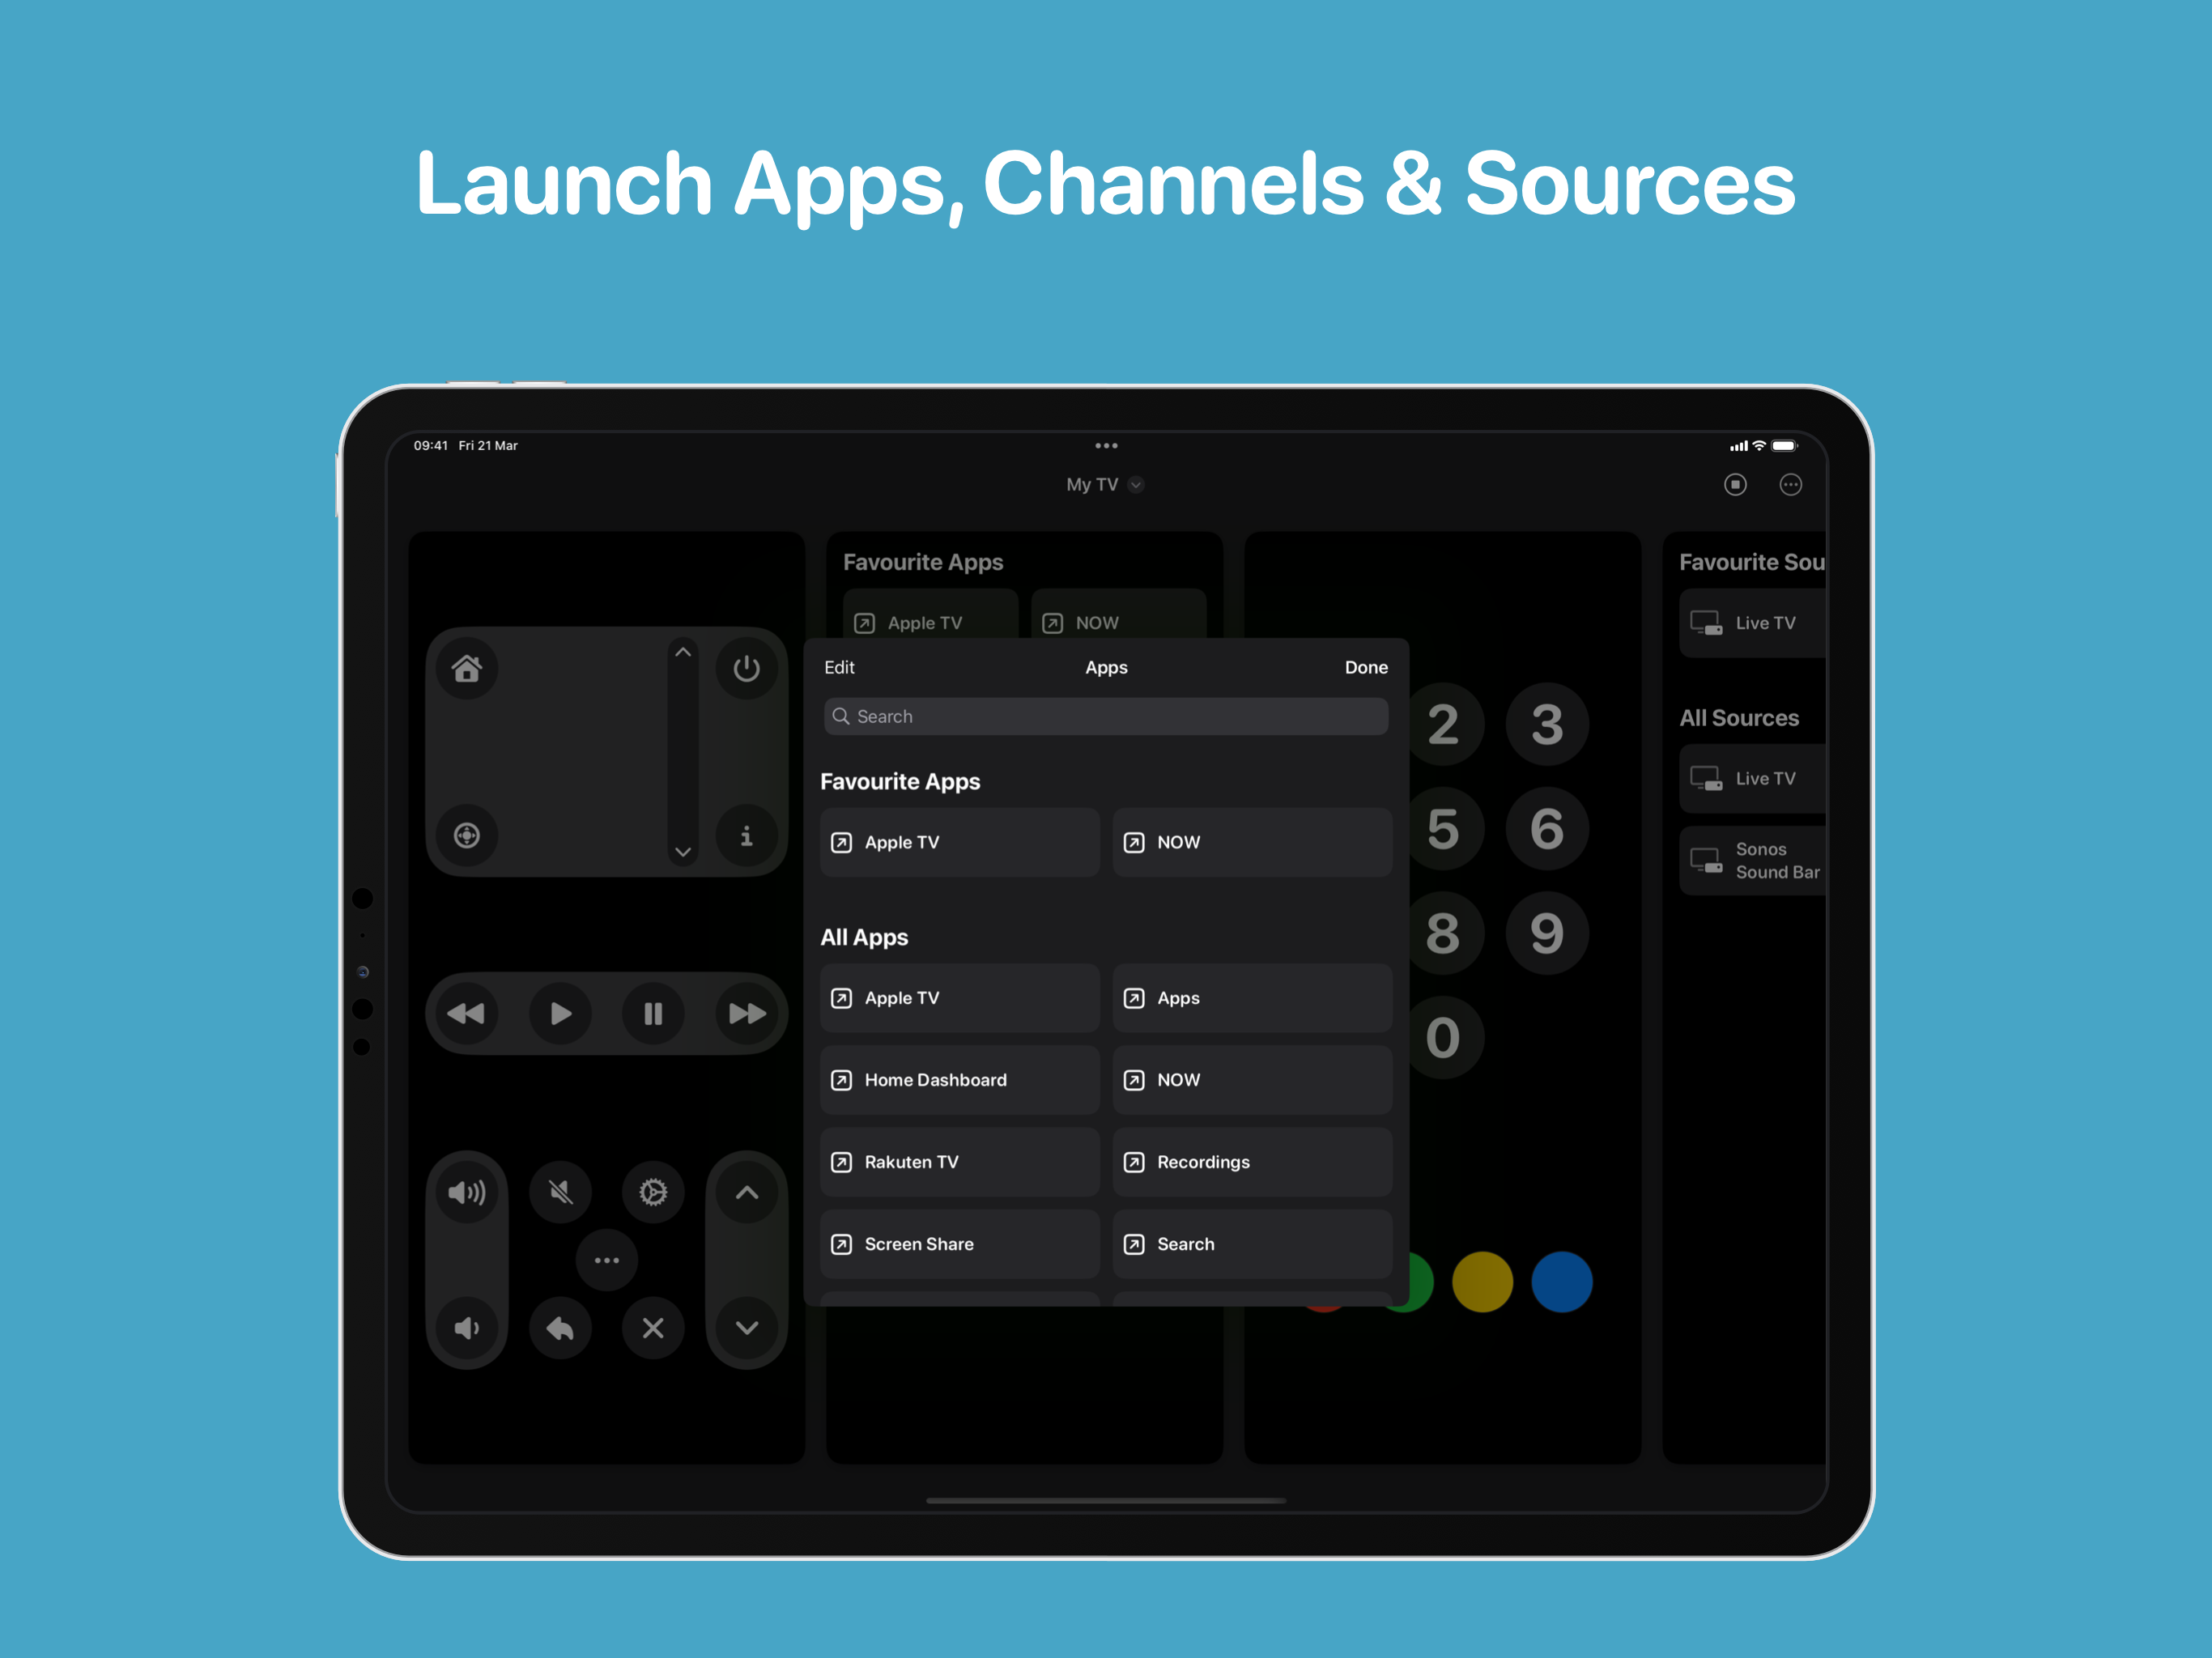 Launch Apps, Channels & Sources
09:41 Fri 21 Mar
My TV
Favourite Apps
Apple TV
NOW
Edit
Apps
Done
Search
Favourite Apps
Apple TV
NOW
All Apps
Apple TV
Apps
Home Dashboard
NOW
Rakuten TV
Recordings
Screen Share
Search
2
3
5
6
8
9
0
Favourite Sou
Live TV
All Sources
Live TV
Sonos
Sound Bar